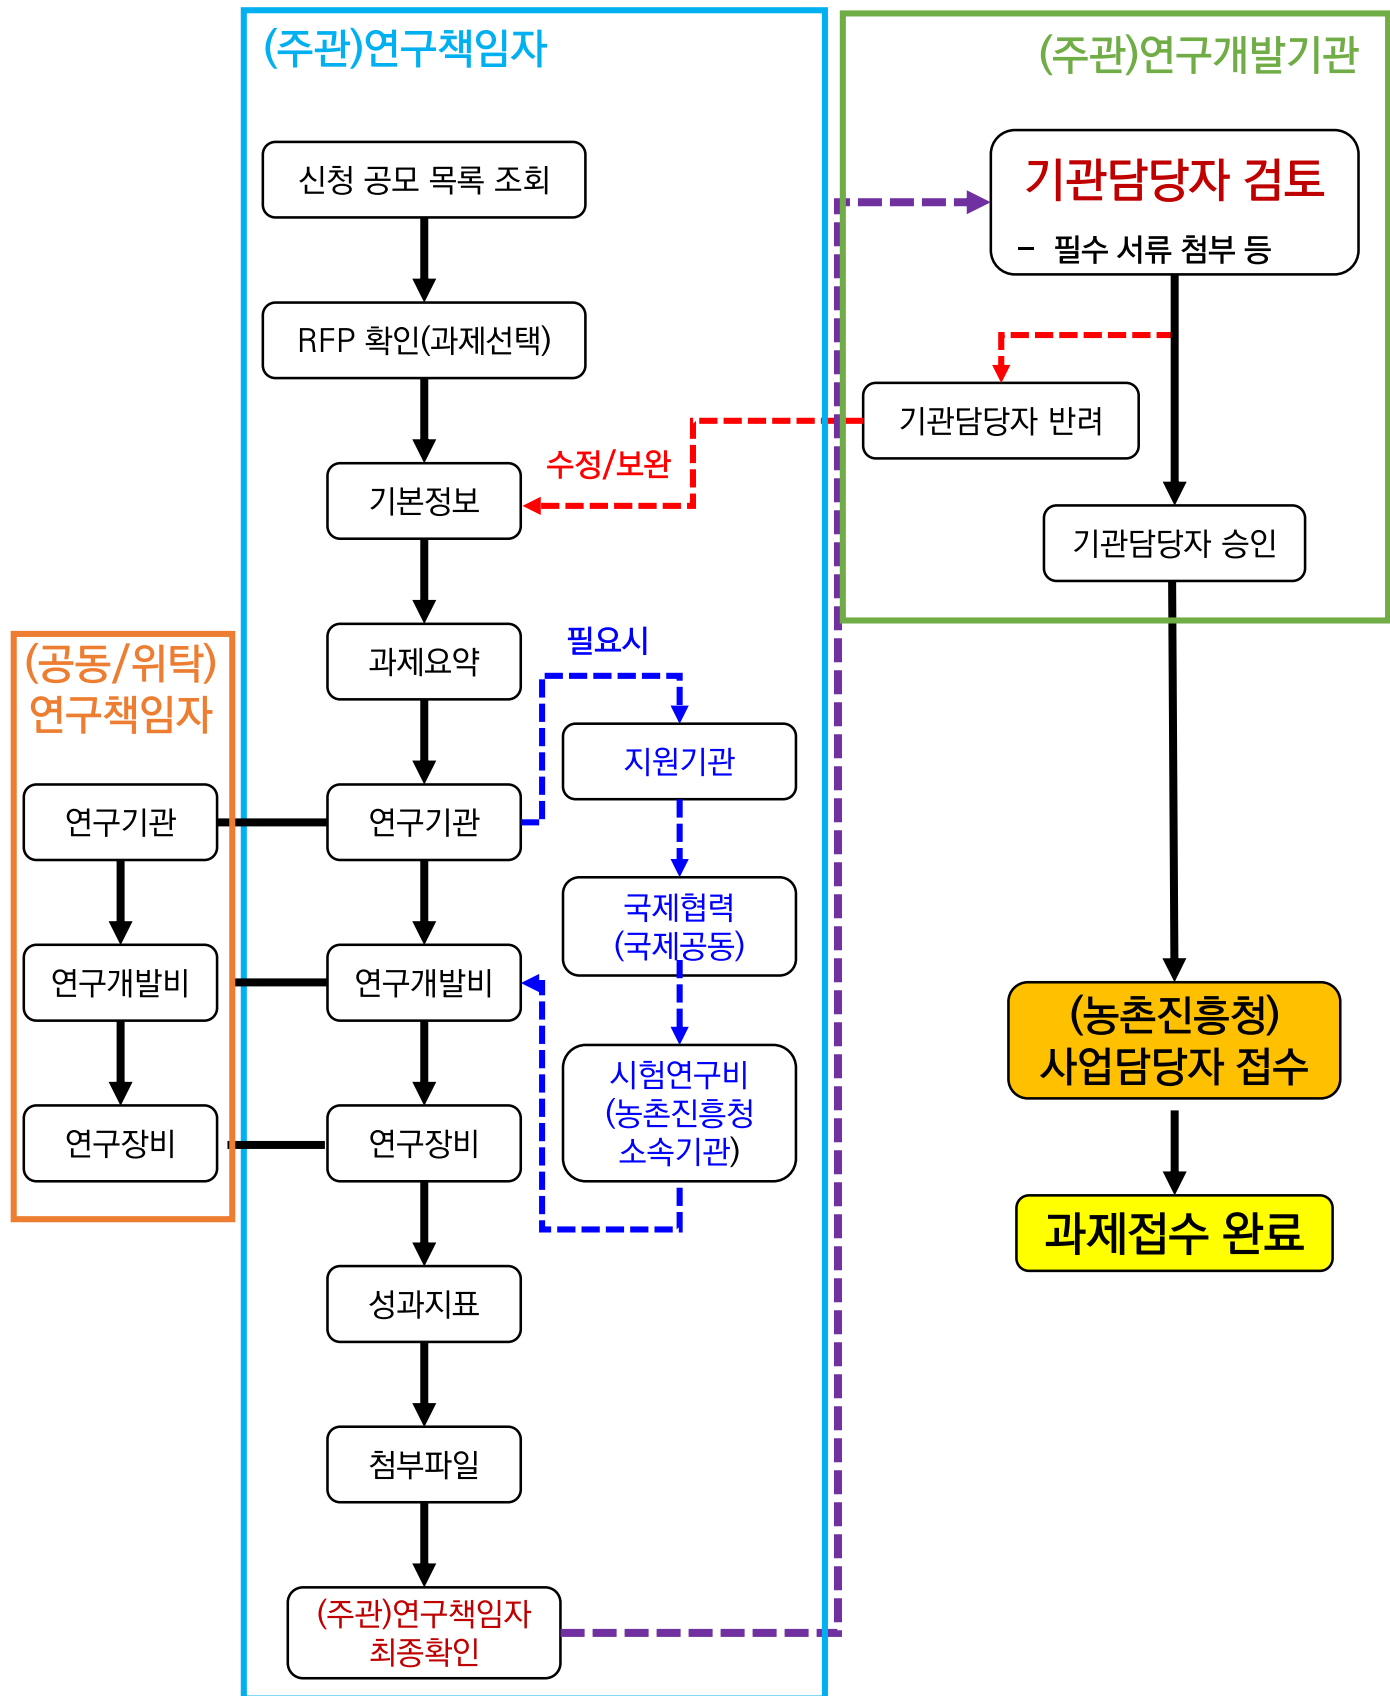 (주관)연구책임자
신청 공모 목록 조회
RFP 확인(과제선택)
기본정보
수정/보완
과제요약
필요시
지원기관
연구기관
국제협력
(국제공동)
연구개발비
시험연구비
(농촌진흥청
소속기관)
연구장비
성과지표
첨부파일
(주관)연구책임자
최종확인
(공동/위탁)
연구책임자
연구기관
연구개발비
연구장비
(주관)연구개발기관
기관담당자 검토
- 필수 서류 첨부 등
기관담당자 반려
기관담당자 승인
(농촌진흥청)
사업담당자 접수
과제접수 완료